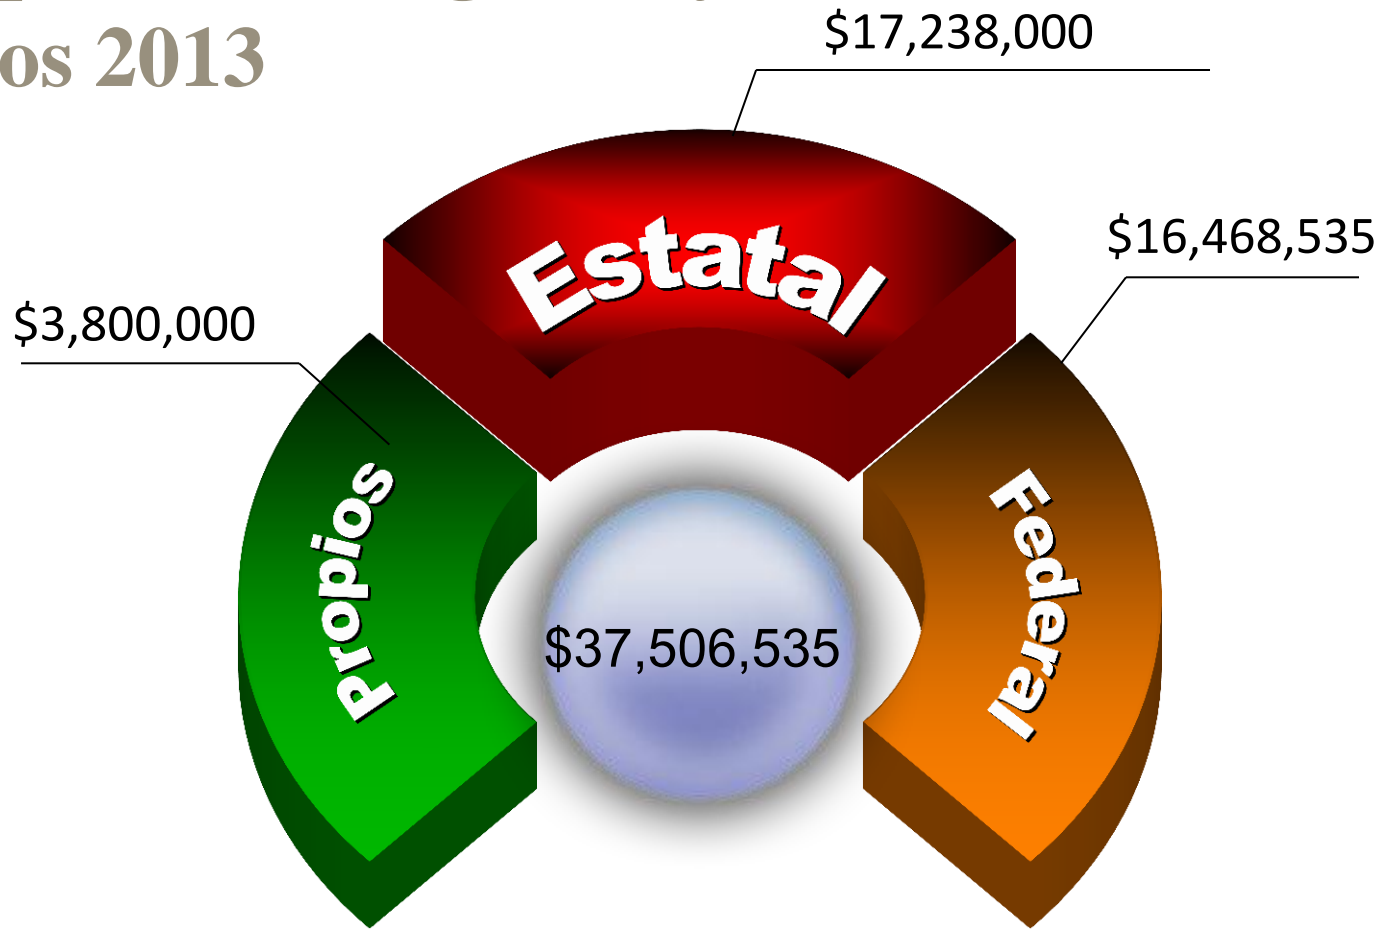 os 2013
$17,238,000
Estatal
$16,468,535
$3,800,000
Propios
Federal
$37,506,535